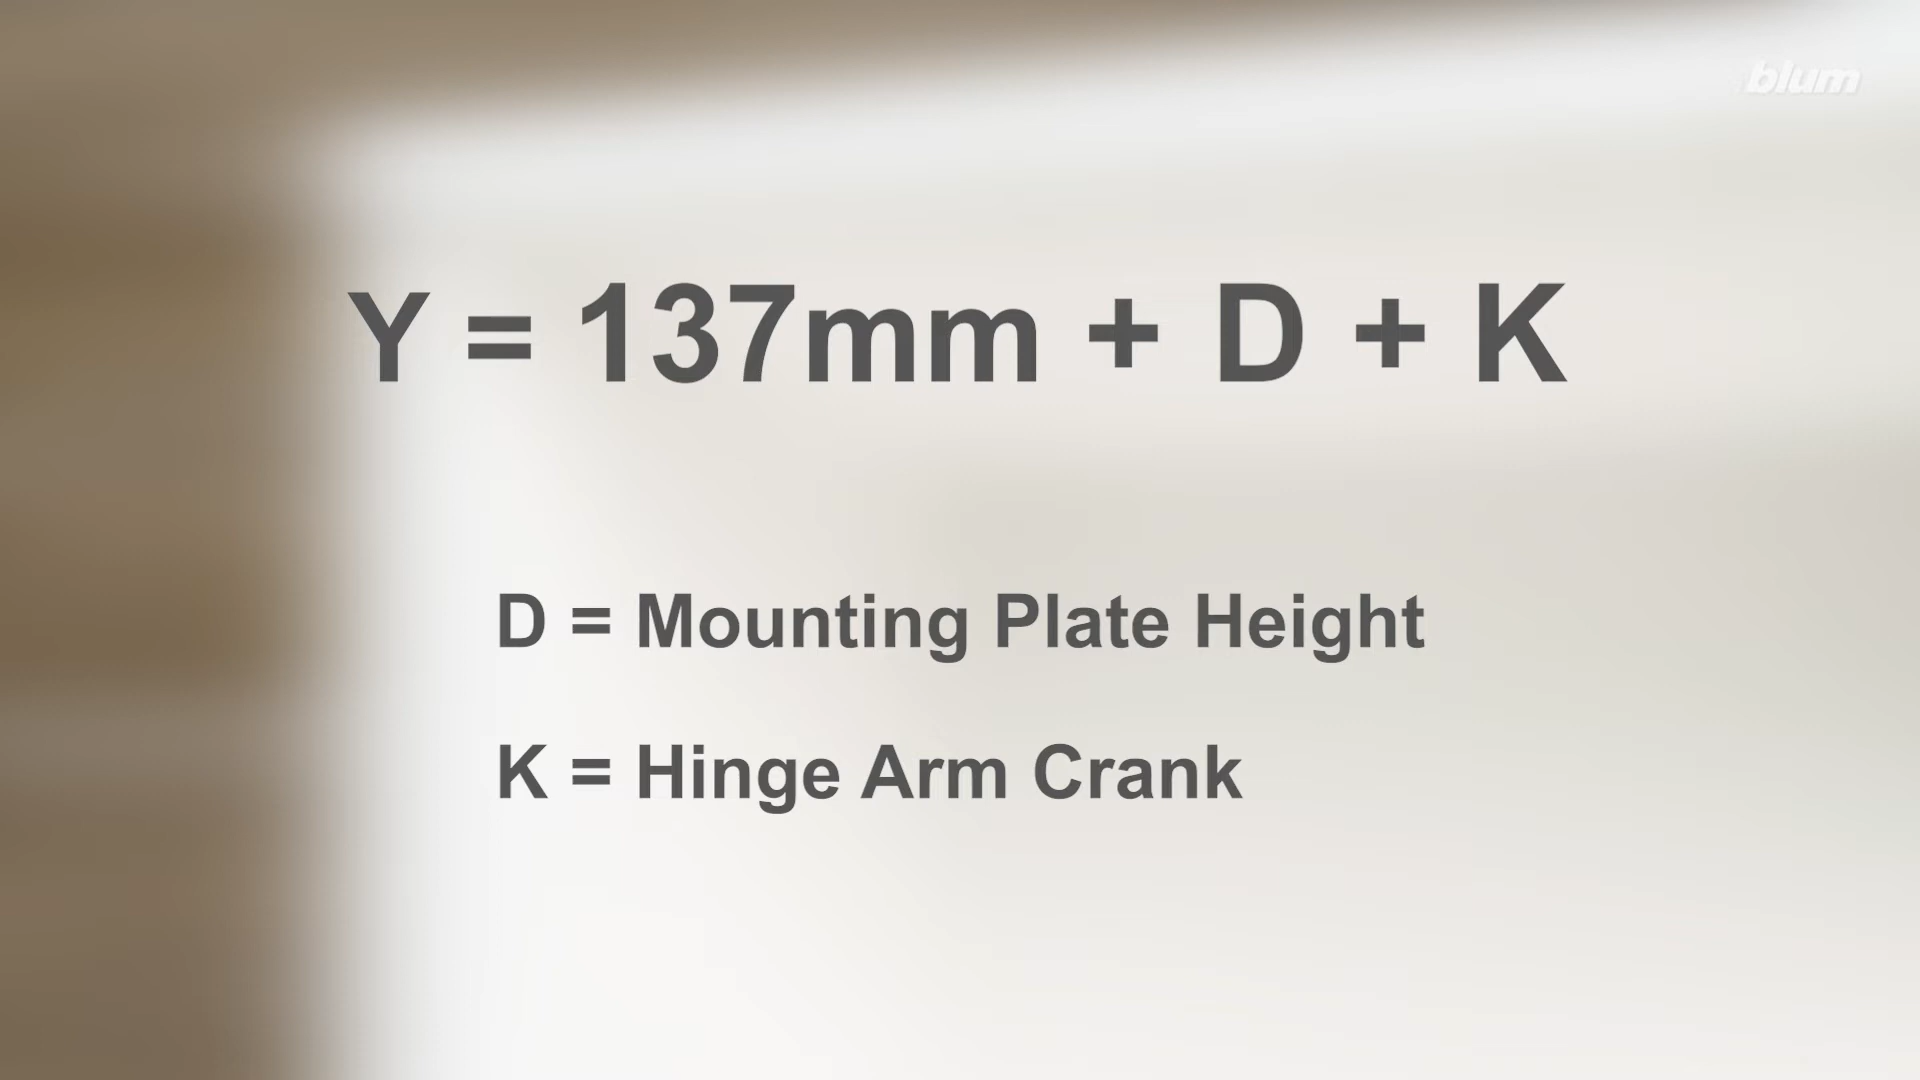 blum
Y = 137mm + D + K
D = Mounting Plate Height
K = Hinge Arm Crank